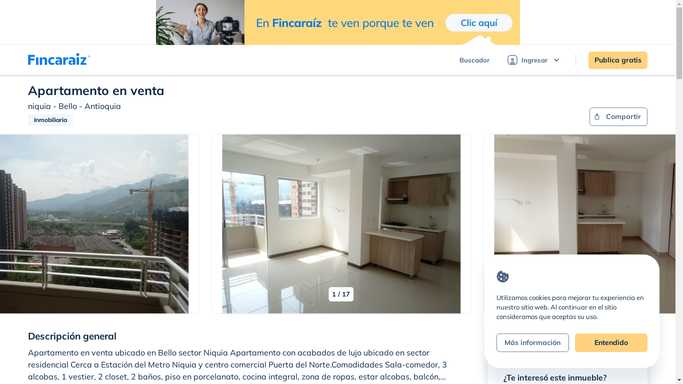 En Fincaraíz te ven porque te ven
Clic aquí
Fincaraíz
Buscador
Ingresar
Publica gratis
Apartamento en venta
niquia - Bello - Antioquia
Inmobiliaria
Compartir
1 / 17
Utilizamos cookies para mejorar tu experiencia en
nuestro sitio web. Al continuar en el sitio
consideramos que aceptas su uso.
Más información
Entendido
Descripción general
Apartamento en venta ubicado en Bello sector Niquia Apartamento con acabados de lujo ubicado en sector
residencial Cerca a Estación del Metro Niquia y centro comercial Puerta del Norte.Comodidades Sala-comedor, 3
alcobas, 1 vestier, 2 closet, 2 baños, piso en porcelanato, cocina integral, zona de ropas, estar alcobas, balcón,...
¿Te interesó este inmueble?